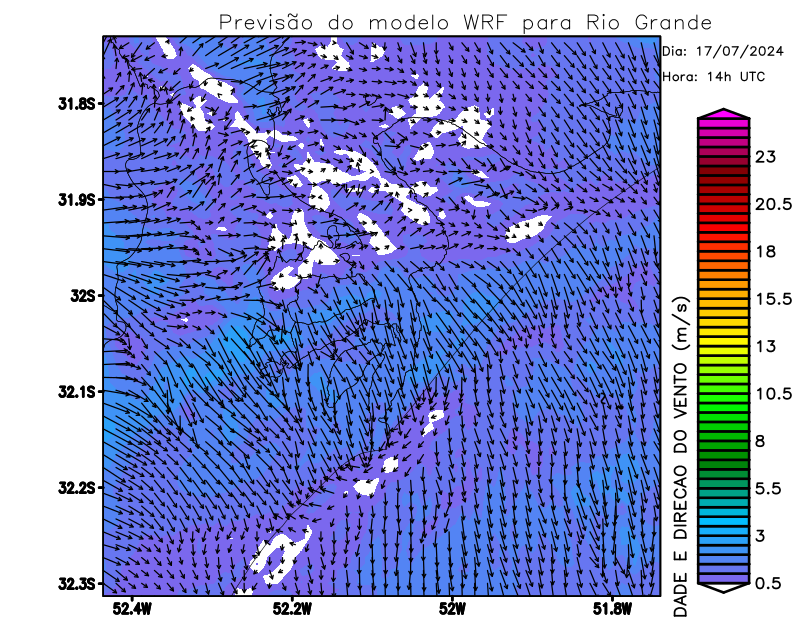 Previsão do modelo WRF para Rio Grande
Dia: 17/07/2024
Hora: 14h UTC
31.8S
31.9S
32S
32.1S
32.2S
32.3S
52.4W
52.2W
52W
51.8W
DADE E DIRECAO DO VENTO (m/s)
23
20.5
18
15.5
13
10.5
8
5.5
3
0.5